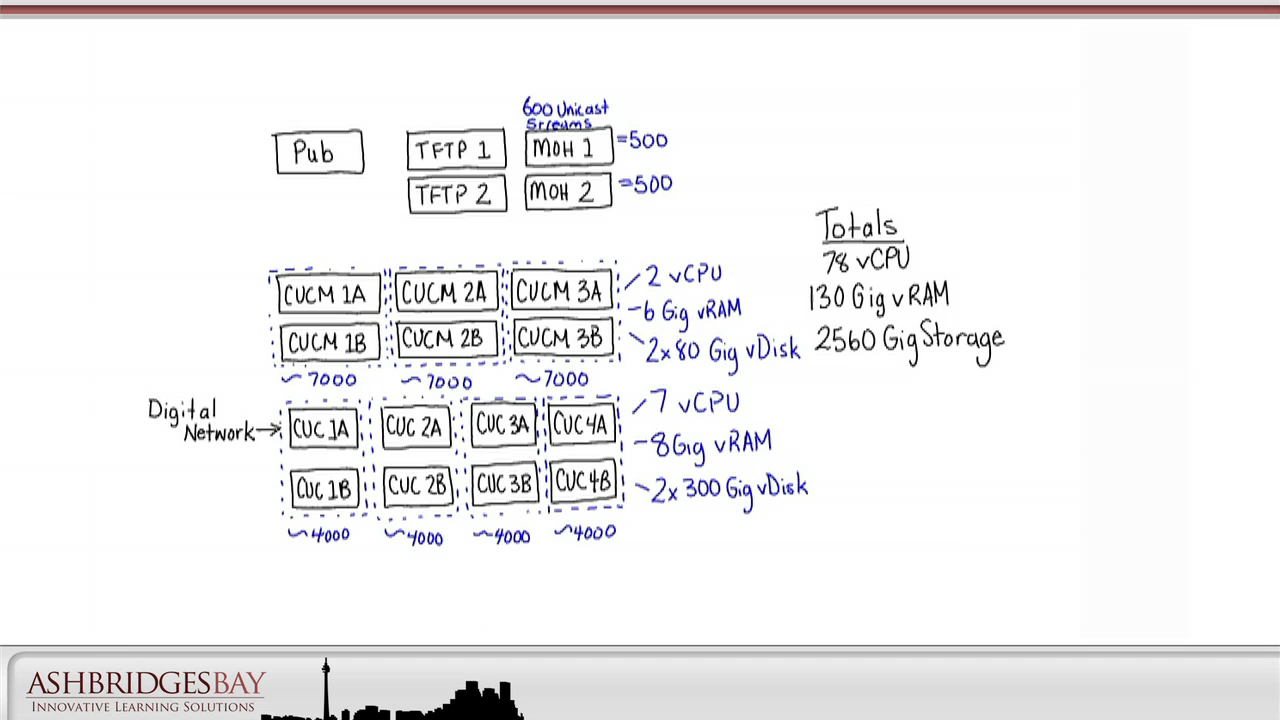 600 Unicast
Streams
Pub
TFTP 1
MOH 1
=500
TFTP 2
MOH 2
=500
Totals
78 vCPU
130 Gig vRAM
2560 Gig Storage
CUCM 1A
CUCM 2A
CUCM 3A
2 vCPU
6 Gig vRAM
CUCM 1B
CUCM 2B
CUCM 3B
2x80 Gig vDisk
~7000
~7000
~7000
Digital
Network
CUC 1A
CUC 2A
CUC 3A
CUC 4A
7 vCPU
8 Gig vRAM
CUC 1B
CUC 2B
CUC 3B
CUC 4B
2x 300 Gig vDisk
~4000
~4000
~4000
~4000
ASHBRIDGESBAY
INNOVATIVE LEARNING SOLUTIONS